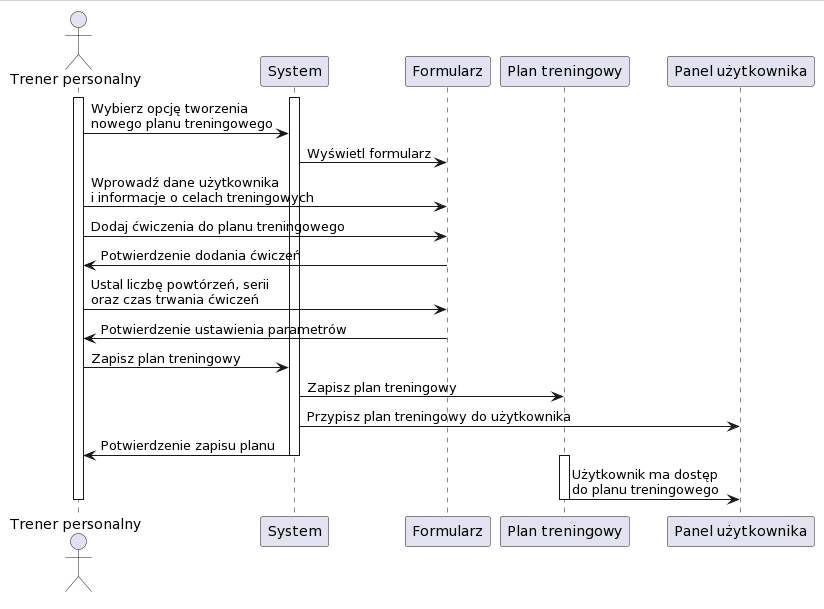 Trener personalny
System
Formularz
Plan treningowy
Panel użytkownika
Wybierz opcję tworzenia
nowego planu treningowego
Wyświetl formularz
Wprowadź dane użytkownika
i informacje o celach treningowych
Dodaj ćwiczenia do planu treningowego
Potwierdzenie dodania ćwiczeń
Ustal liczbę powtórzeń, serii
oraz czas trwania ćwiczeń
Potwierdzenie ustawienia parametrów
Zapisz plan treningowy
Zapisz plan treningowy
Przypisz plan treningowy do użytkownika
Potwierdzenie zapisu planu
Użytkownik ma dostęp
do planu treningowego
Trener personalny
System
Formularz
Plan treningowy
Panel użytkownika